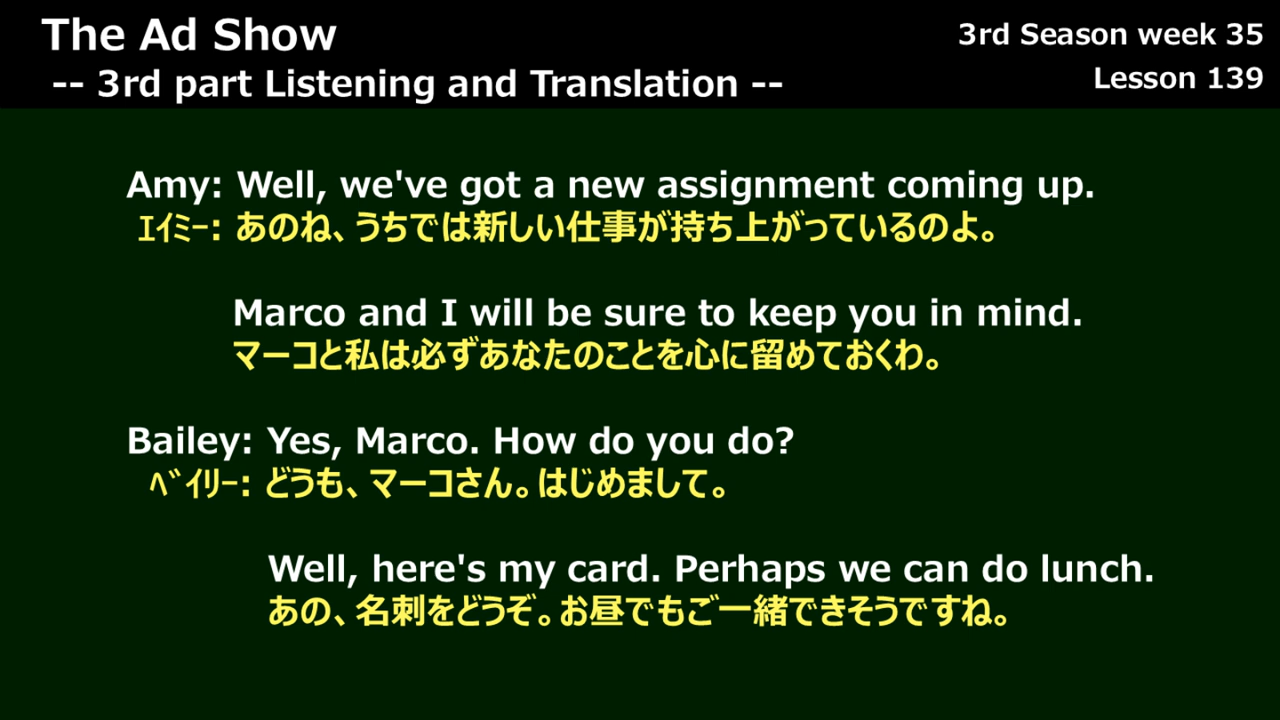 The Ad Show
3rd Season week 35
-- 3rd part Listening and Translation --
Lesson 139
Amy: Well, we've got a new assignment coming up.
ｴｲﾐｰ: あのね、うちでは新しい仕事が持ち上がっているのよ。
Marco and I will be sure to keep you in mind.
マーコと私は必ずあなたのことを心に留めておくわ。
Bailey: Yes, Marco. How do you do?
ﾍﾞｲﾘｰ: どうも、マーコさん。はじめまして。
Well, here's my card. Perhaps we can do lunch.
あの、名刺をどうぞ。お昼でもご一緒できそうですね。